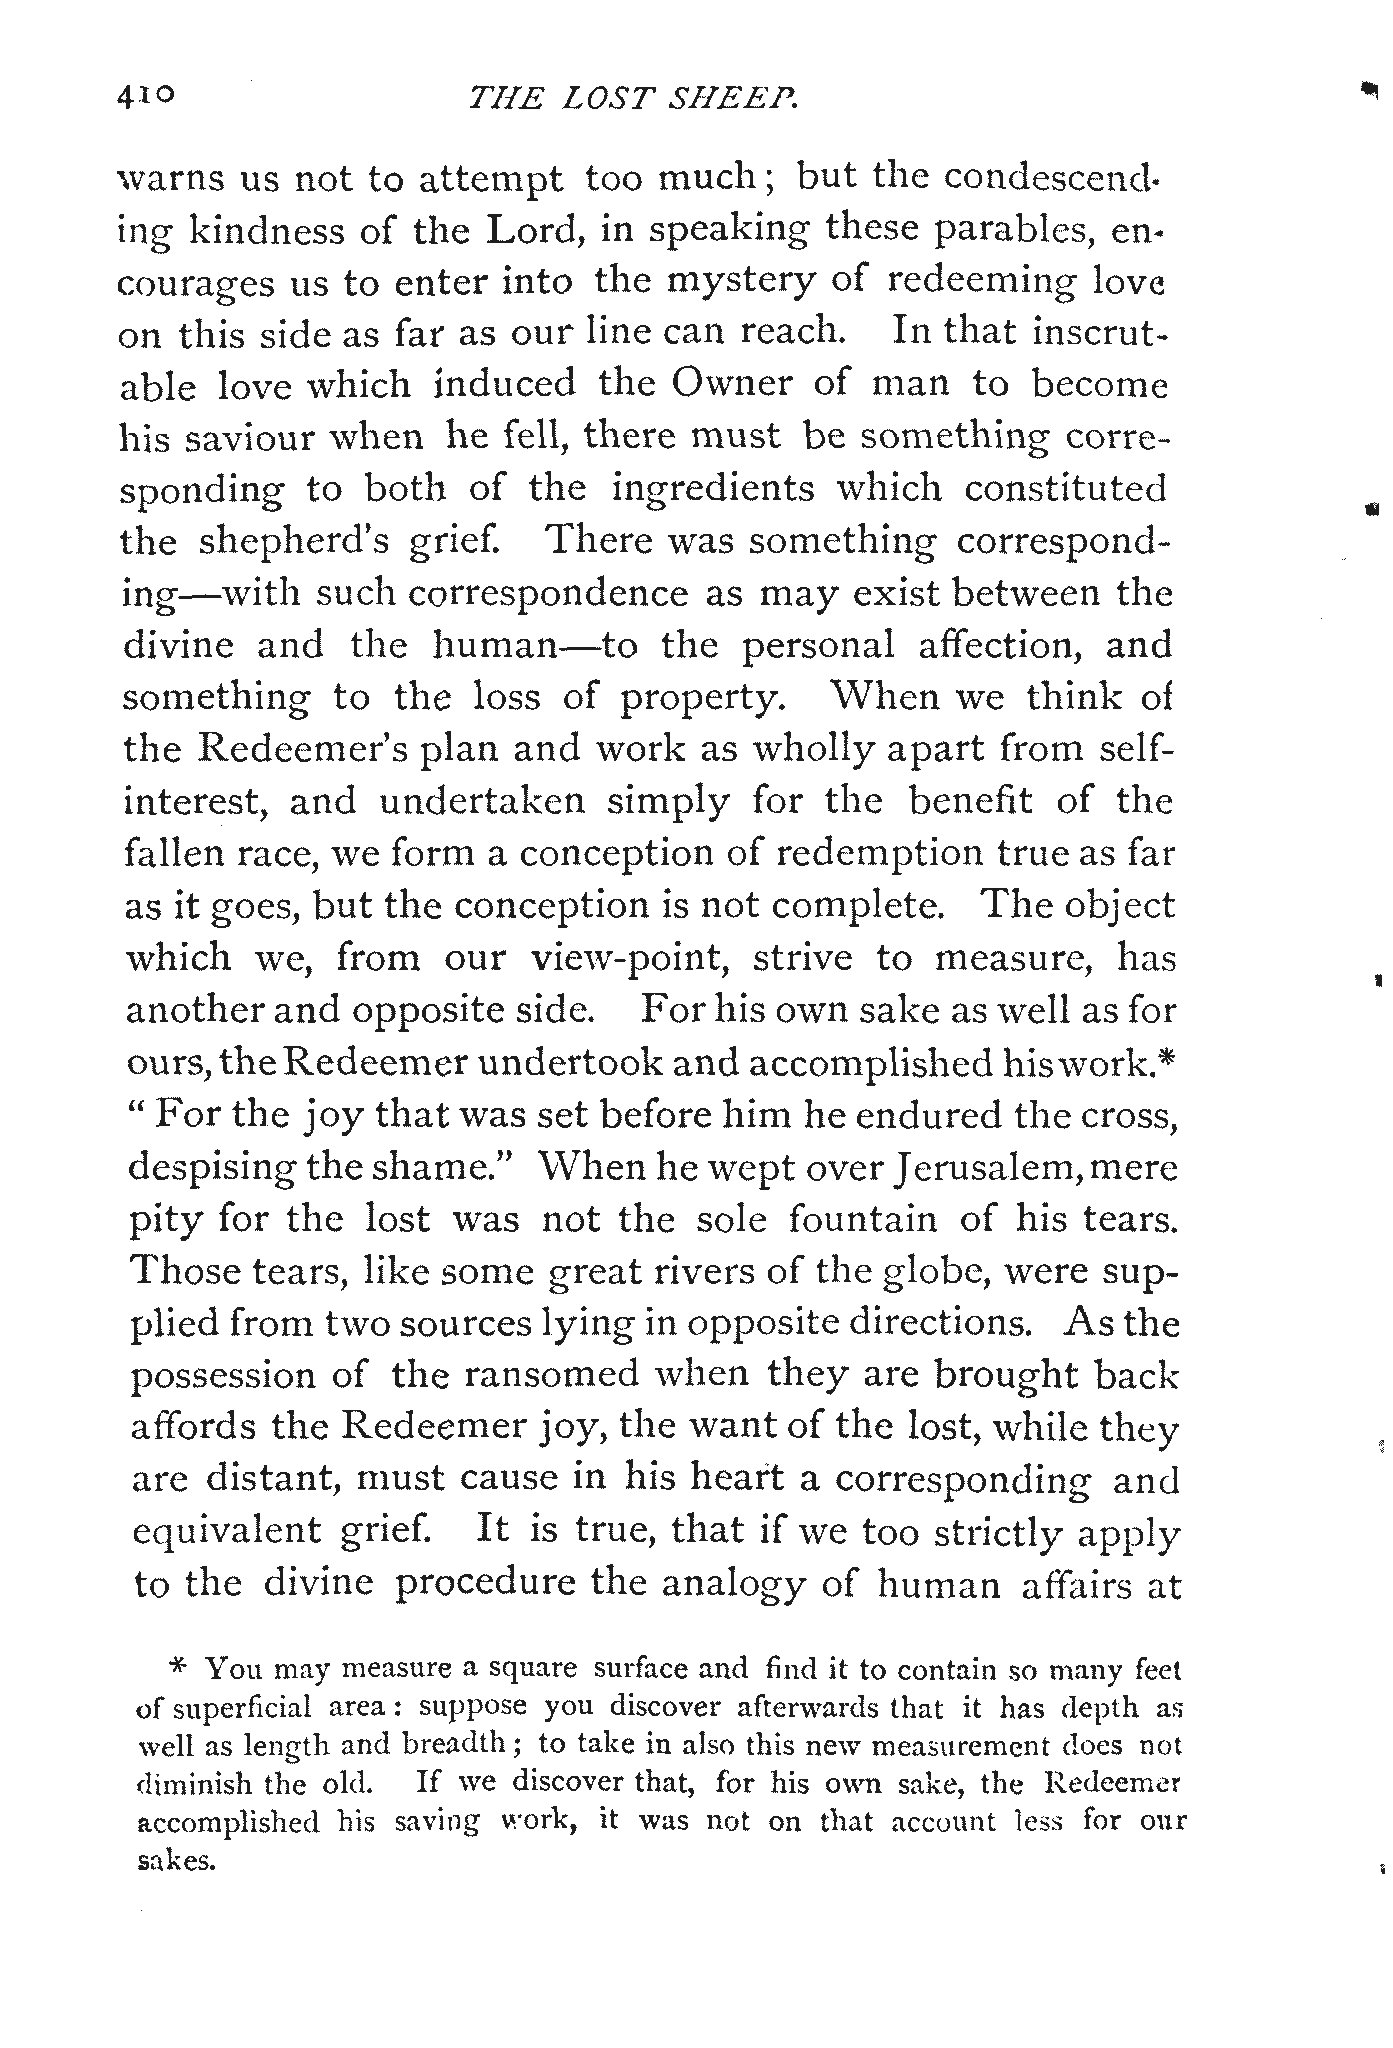 410 THE LOST SHEEP.
warns us not to attempt too much; but the condescend-
ing kindness of the Lord, in speaking these parables, en-
courages us to enter into the mystery of redeeming love
on this side as far as our line can reach. In that inscrut-
able love which induced the Owner of man to become
his saviour when he fell, there must be something corre-
sponding to both of the ingredients which constituted
the shepherd's grief. There was something correspond-
ing—with such correspondence as may exist between the
divine and the human—to the personal affection, and
something to the loss of property. When we think of
the Redeemer's plan and work as wholly apart from self-
interest, and undertaken simply for the benefit of the
fallen race, we form a conception of redemption true as far
as it goes, but the conception is not complete. The object
which we, from our view-point, strive to measure, has
another and opposite side. For his own sake as well as for
ours, the Redeemer undertook and accomplished his work.*
“ For the joy that was set before him he endured the cross,
despising the shame.” When he wept over Jerusalem, mere
pity for the lost was not the sole fountain of his tears.
Those tears, like some great rivers of the globe, were sup-
plied from two sources lying in opposite directions. As the
possession of the ransomed when they are brought back
affords the Redeemer joy, the want of the lost, while they
are distant, must cause in his heart a corresponding and
equivalent grief. It is true, that if we too strictly apply
to the divine procedure the analogy of human affairs at
* You may measure a square surface and find it to contain so many feet
of superficial area: suppose you discover afterwards that it has depth as
well as length and breadth; to take in also this new measurement does not
diminish the old. If we discover that, for his own sake, the Redeemer
accomplished his saving work, it was not on that account less for our
sakes.